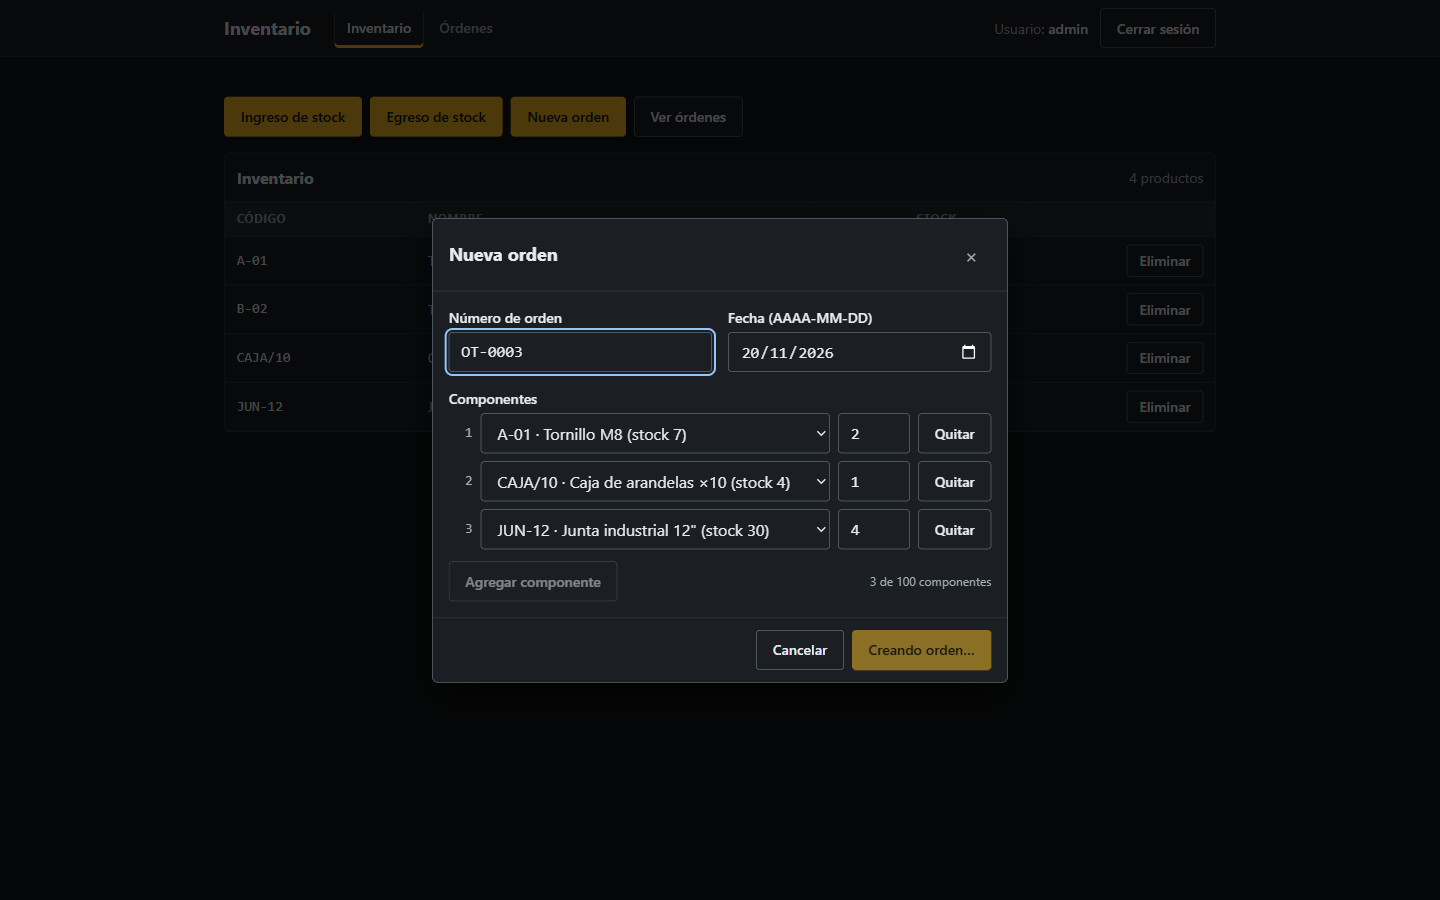 Inventario
Inventario
Órdenes
Usuario: admin
Cerrar sesión
Ingreso de stock
Egreso de stock
Nueva orden
Ver órdenes
Inventario
4 productos
CÓDIGO
NOMBRE
STOCK
A-01
Eliminar
B-02
Eliminar
CAJA/10
Eliminar
JUN-12
Eliminar
Nueva orden
×
Número de orden
Fecha (AAAA-MM-DD)
OT-0003
20/11/2026
Componentes
1 A-01 · Tornillo M8 (stock 7) 2 Quitar
2 CAJA/10 · Caja de arandelas ×10 (stock 4) 1 Quitar
3 JUN-12 · Junta industrial 12" (stock 30) 4 Quitar
Agregar componente
3 de 100 componentes
Cancelar
Creando orden...